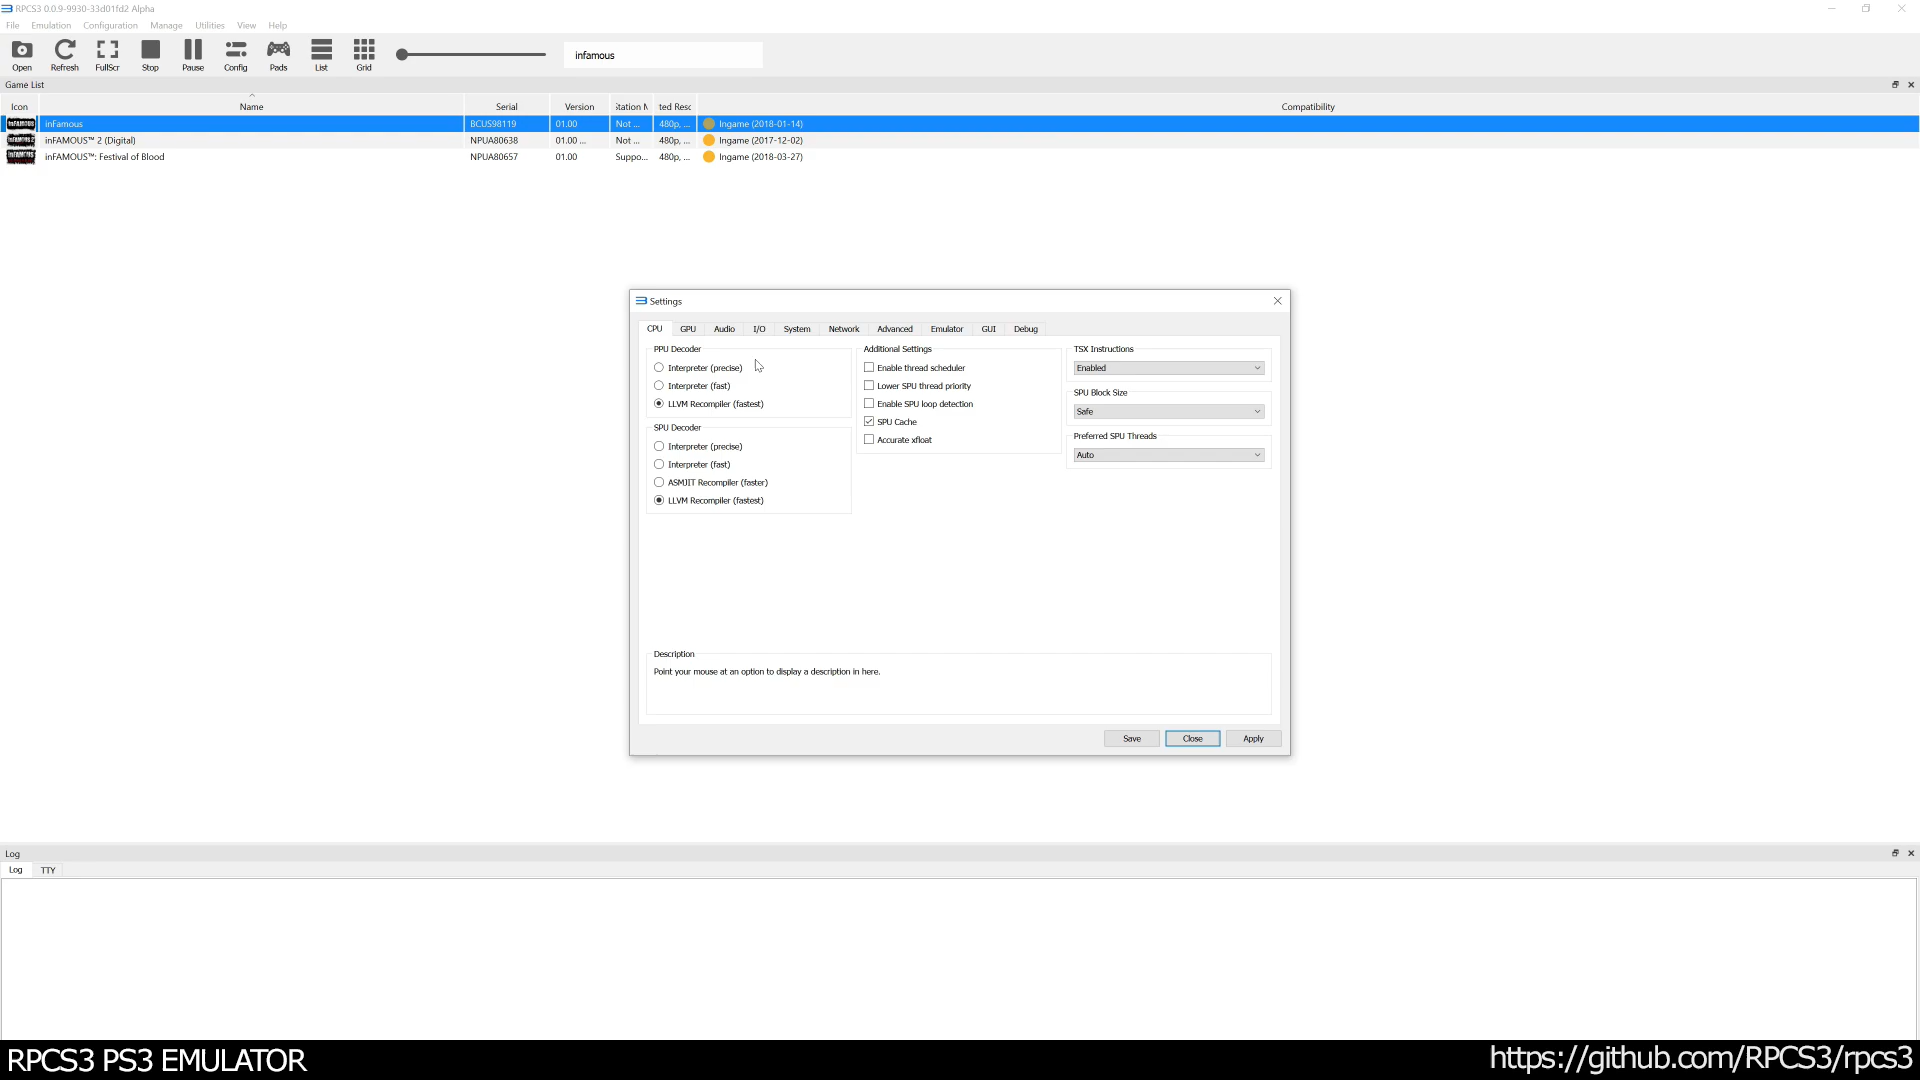 RPCS3 0.0.9-9930-33d01fd2 Alpha
File Emulation Configuration Manage Utilities View Help
Open Refresh FullScr Stop Pause Config Pads List Grid infamous
Game List
Icon Name Serial Version ted Resc Compatibility
inFamous BCUS98119 01.00 Not ... 480p, ... Ingame (2018-01-14)
inFAMOUS™ 2 (Digital) NPUA80638 01.00 ... Not ... 480p, ... Ingame (2017-12-02)
inFAMOUS™: Festival of Blood NPUA80657 01.00 Suppo... 480p, ... Ingame (2018-03-27)
Settings
CPU GPU Audio I/O System Network Advanced Emulator GUI Debug
PPU Decoder
Interpreter (precise)
Interpreter (fast)
LLVM Recompiler (fastest)
SPU Decoder
Interpreter (precise)
Interpreter (fast)
ASMJIT Recompiler (faster)
LLVM Recompiler (fastest)
Additional Settings
Enable thread scheduler
Lower SPU thread priority
Enable SPU loop detection
SPU Cache
Accurate xfloat
TSX Instructions
Enabled
SPU Block Size
Safe
Preferred SPU Threads
Auto
Description
Point your mouse at an option to display a description in here.
Save Close Apply
Log
Log TTY
RPCS3 PS3 EMULATOR
https://github.com/RPCS3/rpcs3